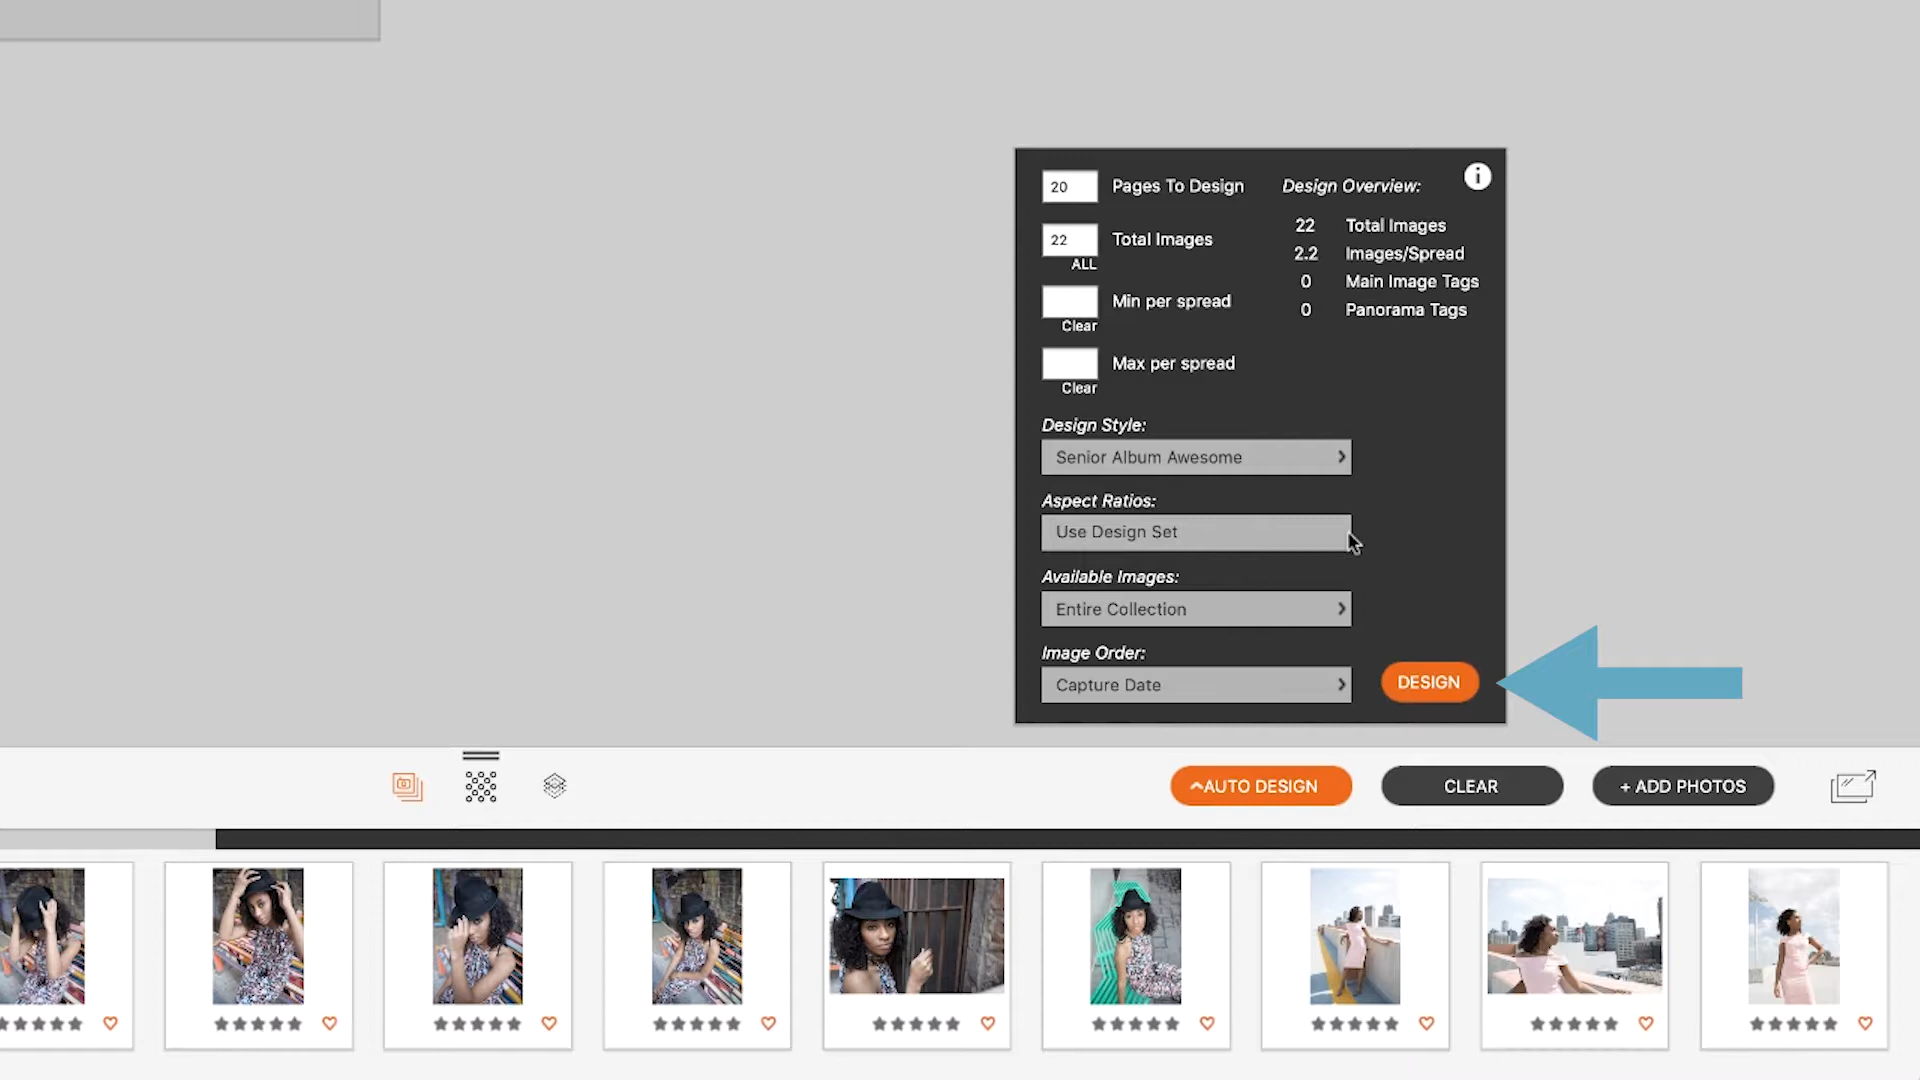 20 Pages To Design
22 Total Images
ALL
Min per spread
Clear
Max per spread
Clear
Design Overview:
i
22 Total Images
2.2 Images/Spread
0 Main Image Tags
0 Panorama Tags
Design Style:
Senior Album Awesome
Aspect Ratios:
Use Design Set
Available Images:
Entire Collection
Image Order:
Capture Date
DESIGN
AUTO DESIGN
CLEAR
+ ADD PHOTOS